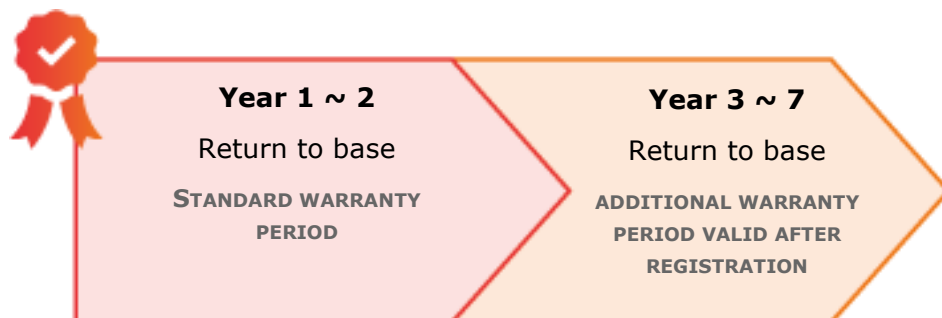 Year 1 ~ 2
Return to base
STANDARD WARRANTY
PERIOD
Year 3 ~ 7
Return to base
ADDITIONAL WARRANTY
PERIOD VALID AFTER
REGISTRATION